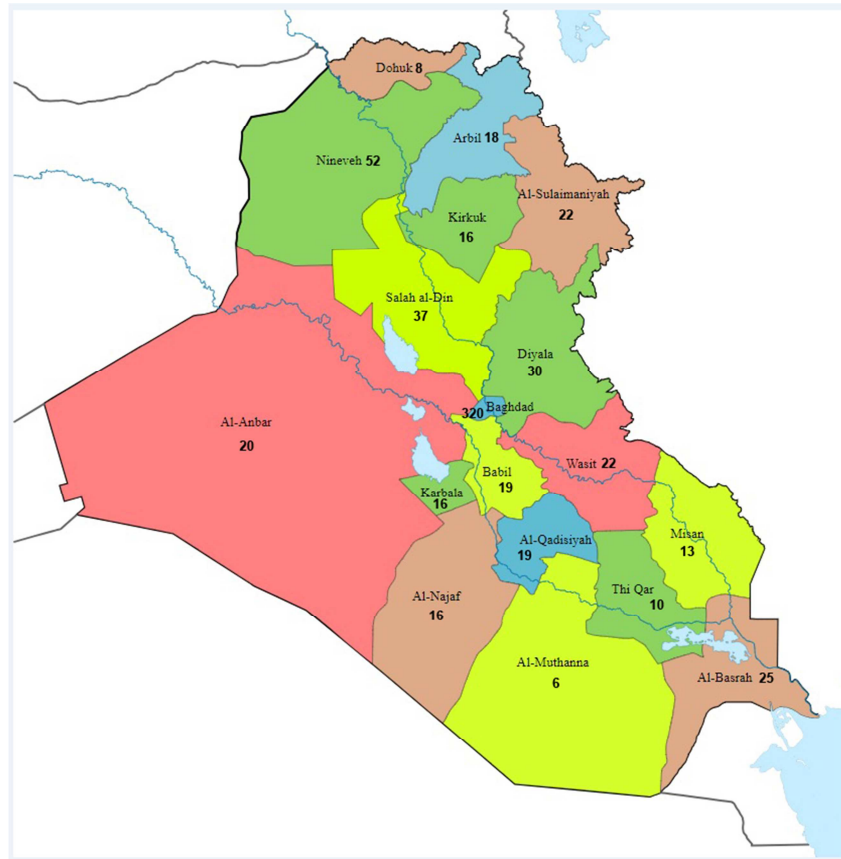 Dohuk 8
Arbil 18
Nineveh 52
Al-Sulaimaniyah
22
Kirkuk
16
Salah al-Din
37
Diyala
30
Baghdad
320
Al-Anbar
20
Wasit 22
Babil
19
Karbala
16
Misan
13
Al-Qadisiyah
19
Thi Qar
10
Al-Najaf
16
Al-Muthanna
6
Al-Basrah 25